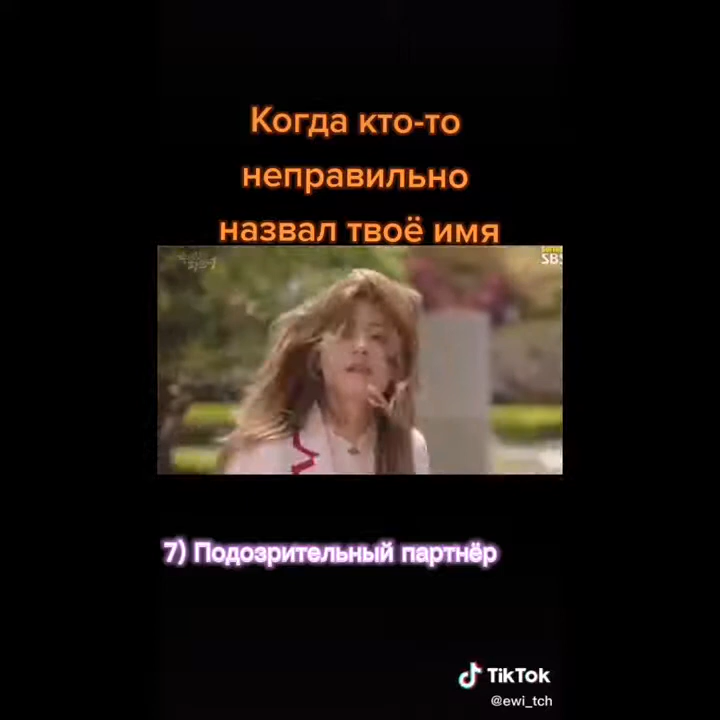 Когда кто-то
неправильно
назвал твоё имя
SBS
7) Подозрительный партнёр
TikTok
@ewi_tch